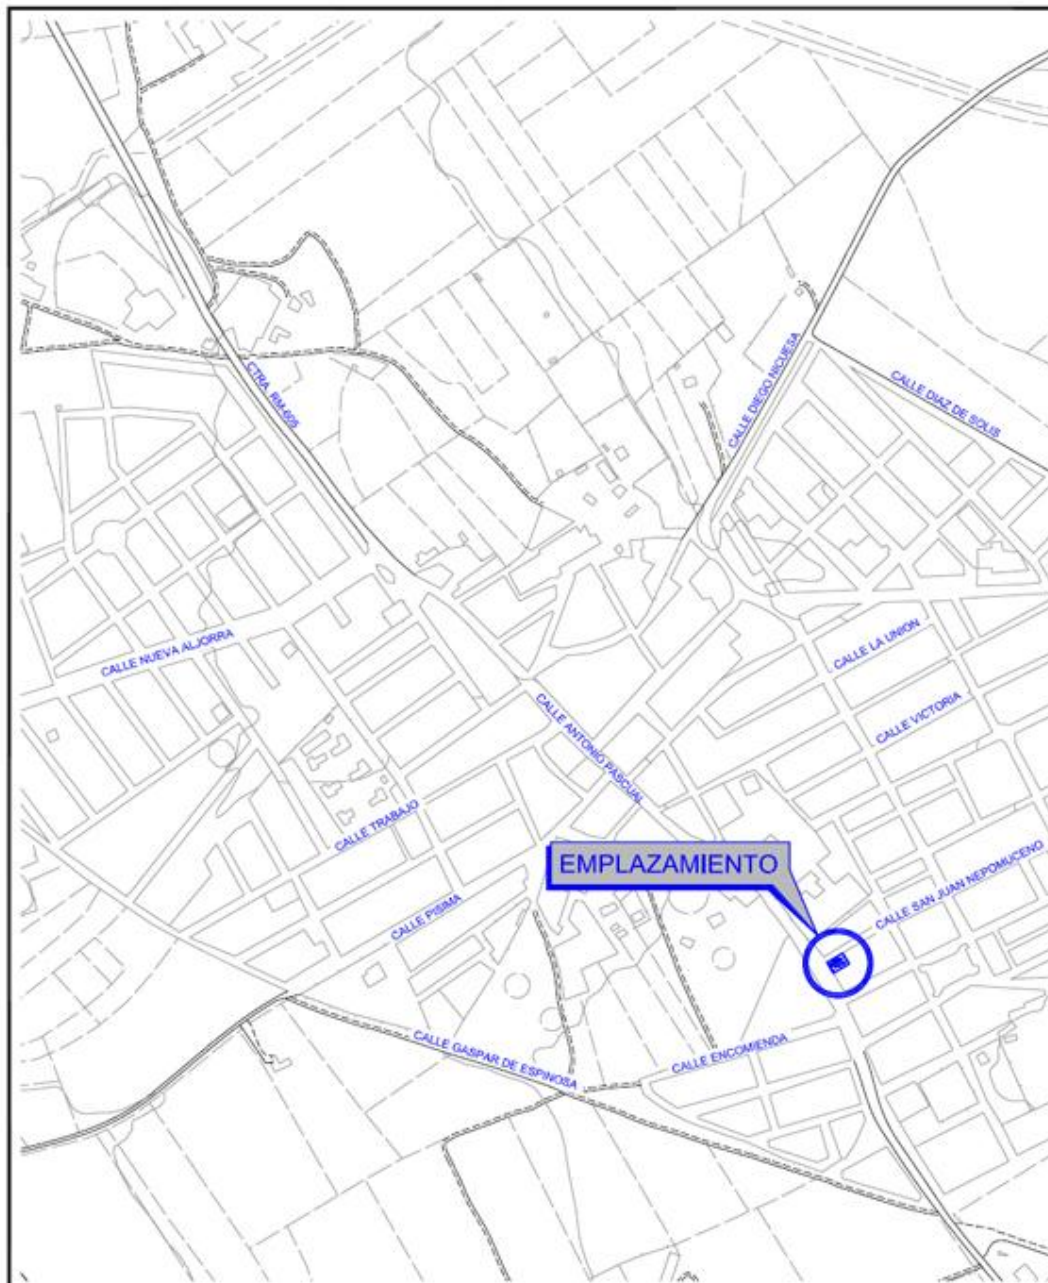 CTRA. RM-605
CALLE DIEGO NICUESA
CALLE DIAZ DE SOLIS
CALLE NUEVA ALJORRA
CALLE LA UNION
CALLE VICTORIA
CALLE ANTONIO PASCUAL
CALLE TRABAJO
EMPLAZAMIENTO
CALLE PISIMA
CALLE SAN JUAN NEPOMUCENO
CALLE GASPAR DE ESPINOSA
CALLE ENCOMIENDA